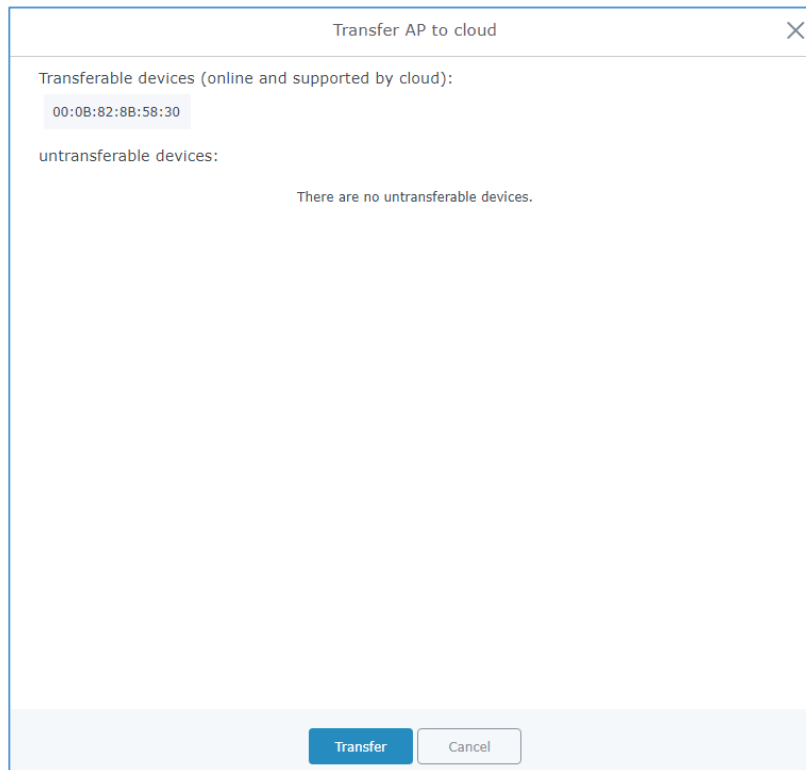 Transfer AP to cloud
Transferable devices (online and supported by cloud):
00:0B:82:8B:58:30
untransferable devices:
There are no untransferable devices.
Transfer
Cancel